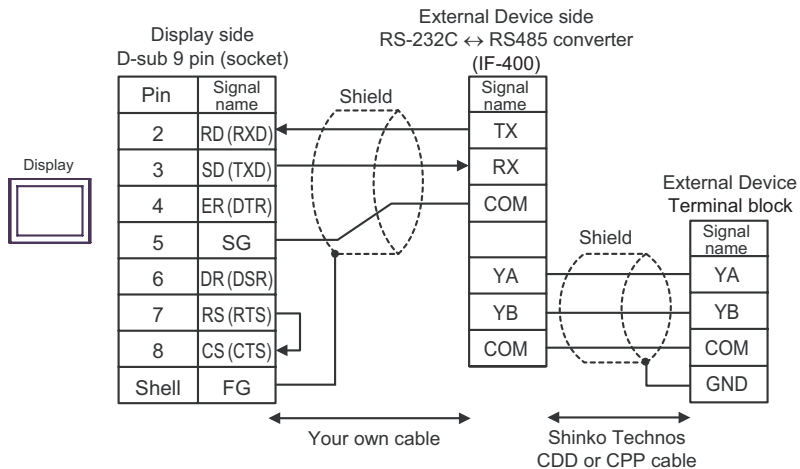 Display side
D-sub 9 pin (socket)
External Device side
RS-232C ↔ RS485 converter
(IF-400)
Pin Signal name
2 RD (RXD)
3 SD (TXD)
4 ER (DTR)
5 SG
6 DR (DSR)
7 RS (RTS)
8 CS (CTS)
Shell FG
Display
Shield
Signal name
TX
RX
COM
YA
YB
COM
Shield
External Device
Terminal block
Signal name
YA
YB
COM
GND
Your own cable
Shinko Technos
CDD or CPP cable